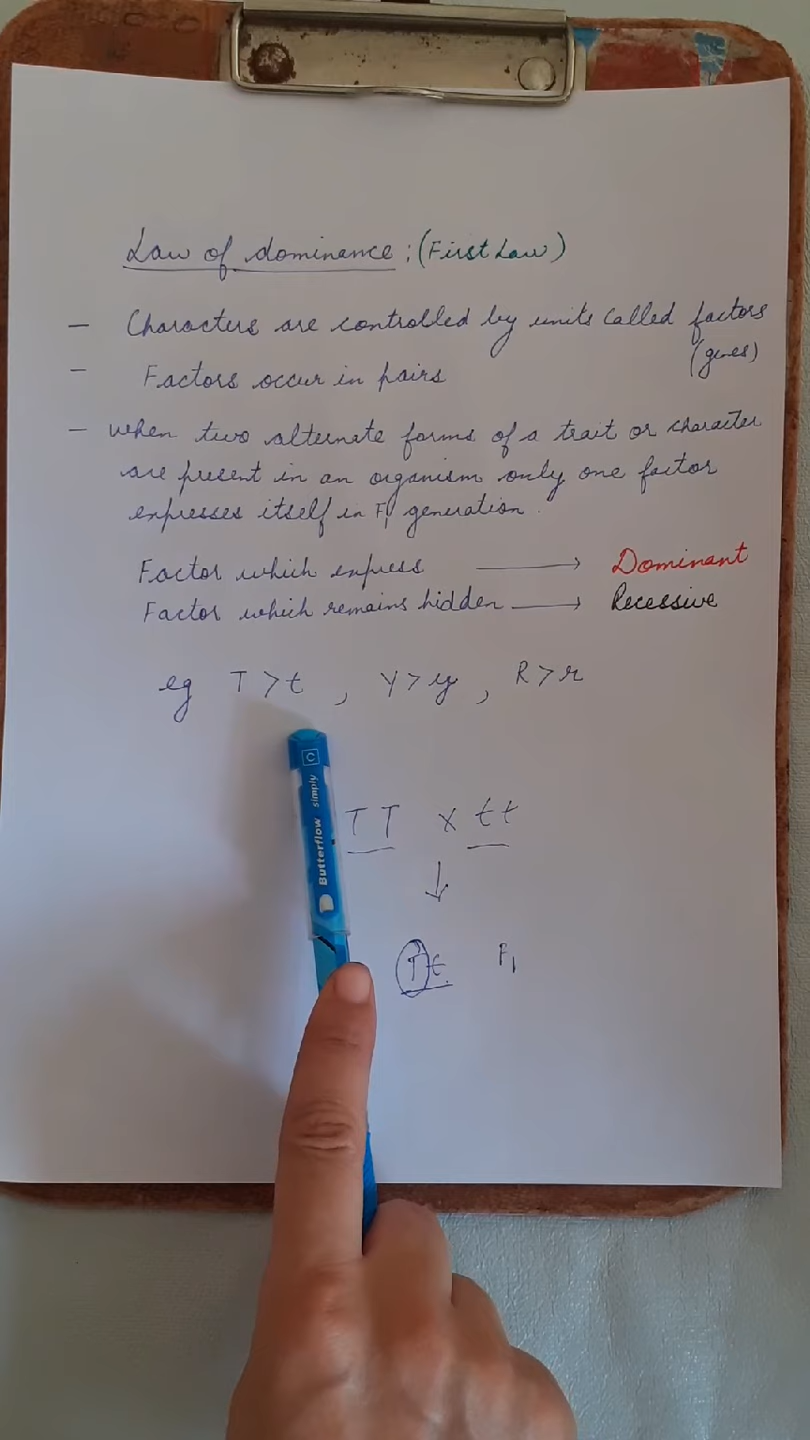 Law of dominance : (First Law)
– Characters are controlled by units called factors
(genes)
– Factors occur in pairs
– When two alternate forms of a trait or character
are present in an organism only one factor
expresses itself in F1 generation.
Factor which express → Dominant
Factor which remains hidden → Recessive
eg T > t , Y > y , R > r
C
Butterflow simply
TT x tt
↓
Tt F1